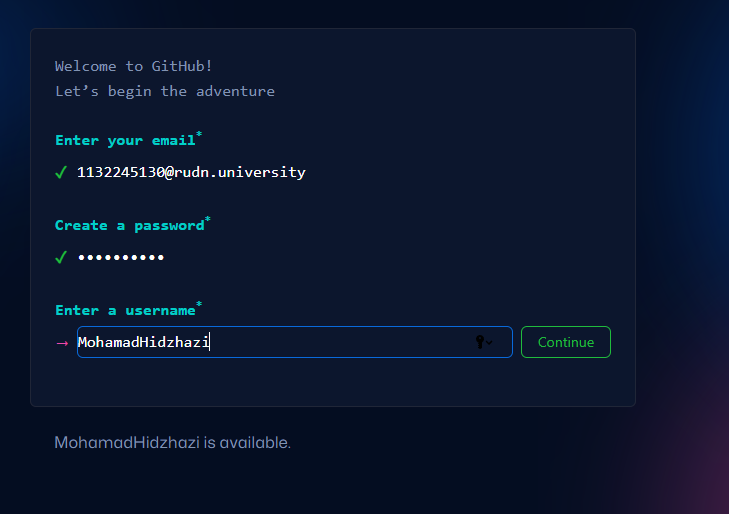 Welcome to GitHub!
Let’s begin the adventure
Enter your email*
✓ 1132245130@rudn.university
Create a password*
✓ ••••••••••
Enter a username*
→ MohamadHidzhazi Continue
MohamadHidzhazi is available.